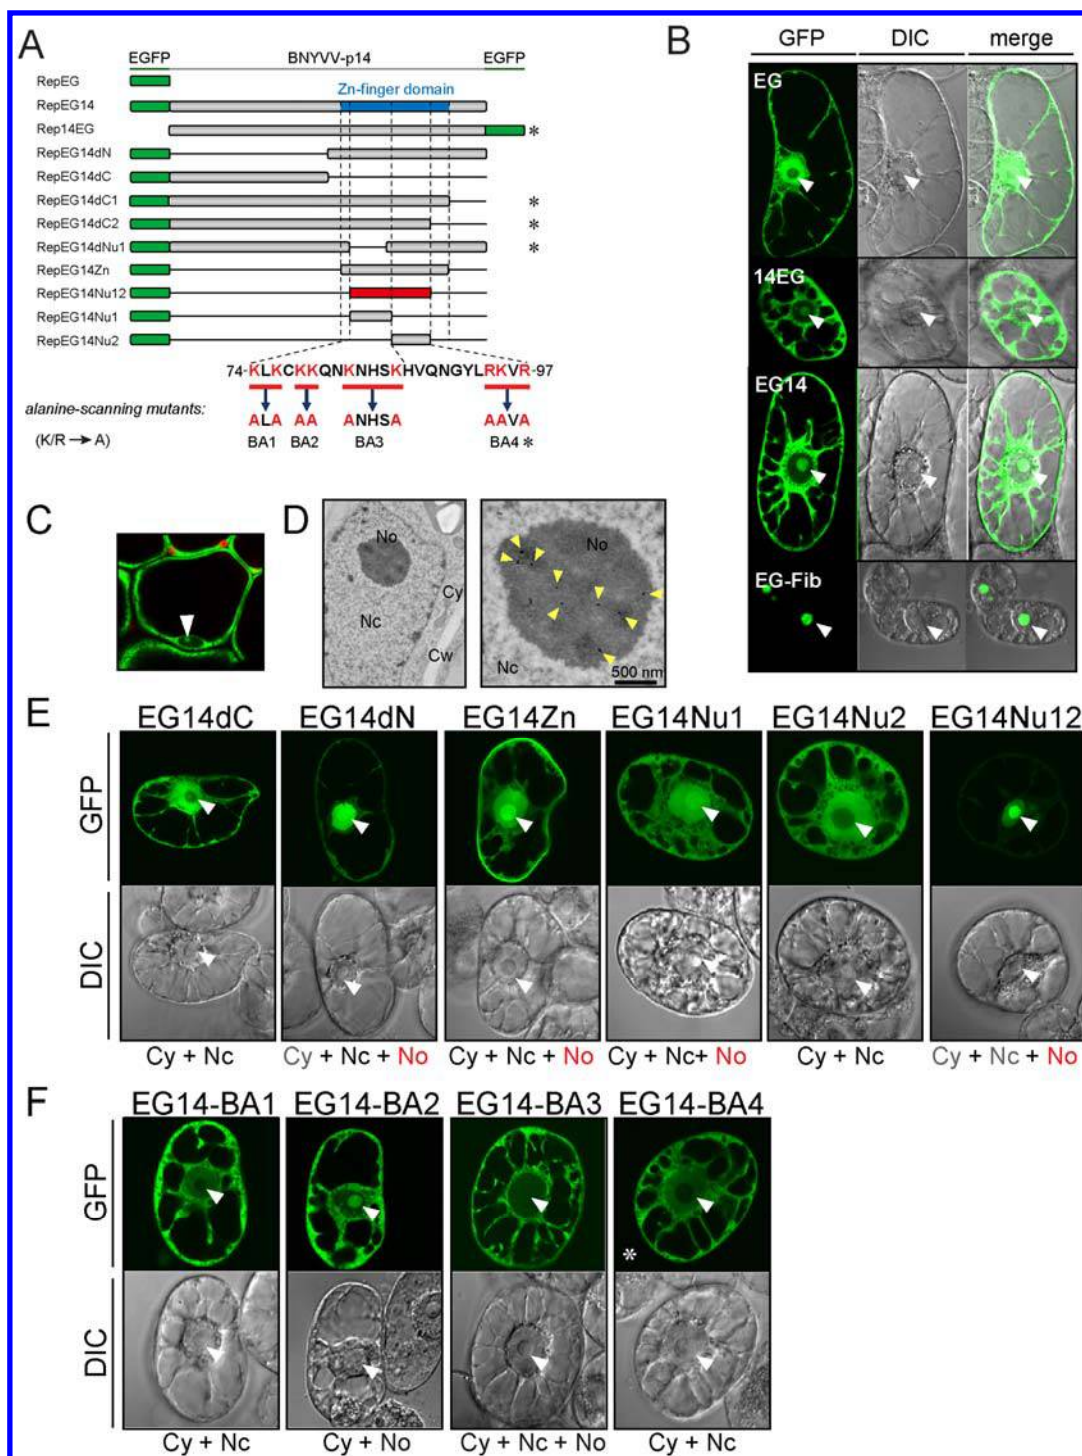 A
EGFP BNYVV-p14 EGFP
RepEG
Zn-finger domain
RepEG14
Rep14EG *
RepEG14dN
RepEG14dC
RepEG14dC1 *
RepEG14dC2 *
RepEG14dNu1 *
RepEG14Zn
RepEG14Nu12
RepEG14Nu1
RepEG14Nu2
74-KLKCKKQNKNHSKHVQNGYLRKVR-97
alanine-scanning mutants:
ALA AA ANHSA AAVA
(K/R → A) BA1 BA2 BA3 BA4 *
B
GFP DIC merge
EG
14EG
EG14
EG-Fib
C
D
No
Nc
Cy
Cw
No
Nc
500 nm
E
EG14dC EG14dN EG14Zn EG14Nu1 EG14Nu2 EG14Nu12
GFP
DIC
Cy + Nc Cy + Nc + No Cy + Nc + No Cy + Nc+ No Cy + Nc Cy + Nc + No
F
EG14-BA1 EG14-BA2 EG14-BA3 EG14-BA4
GFP
*
DIC
Cy + Nc Cy + No Cy + Nc + No Cy + Nc